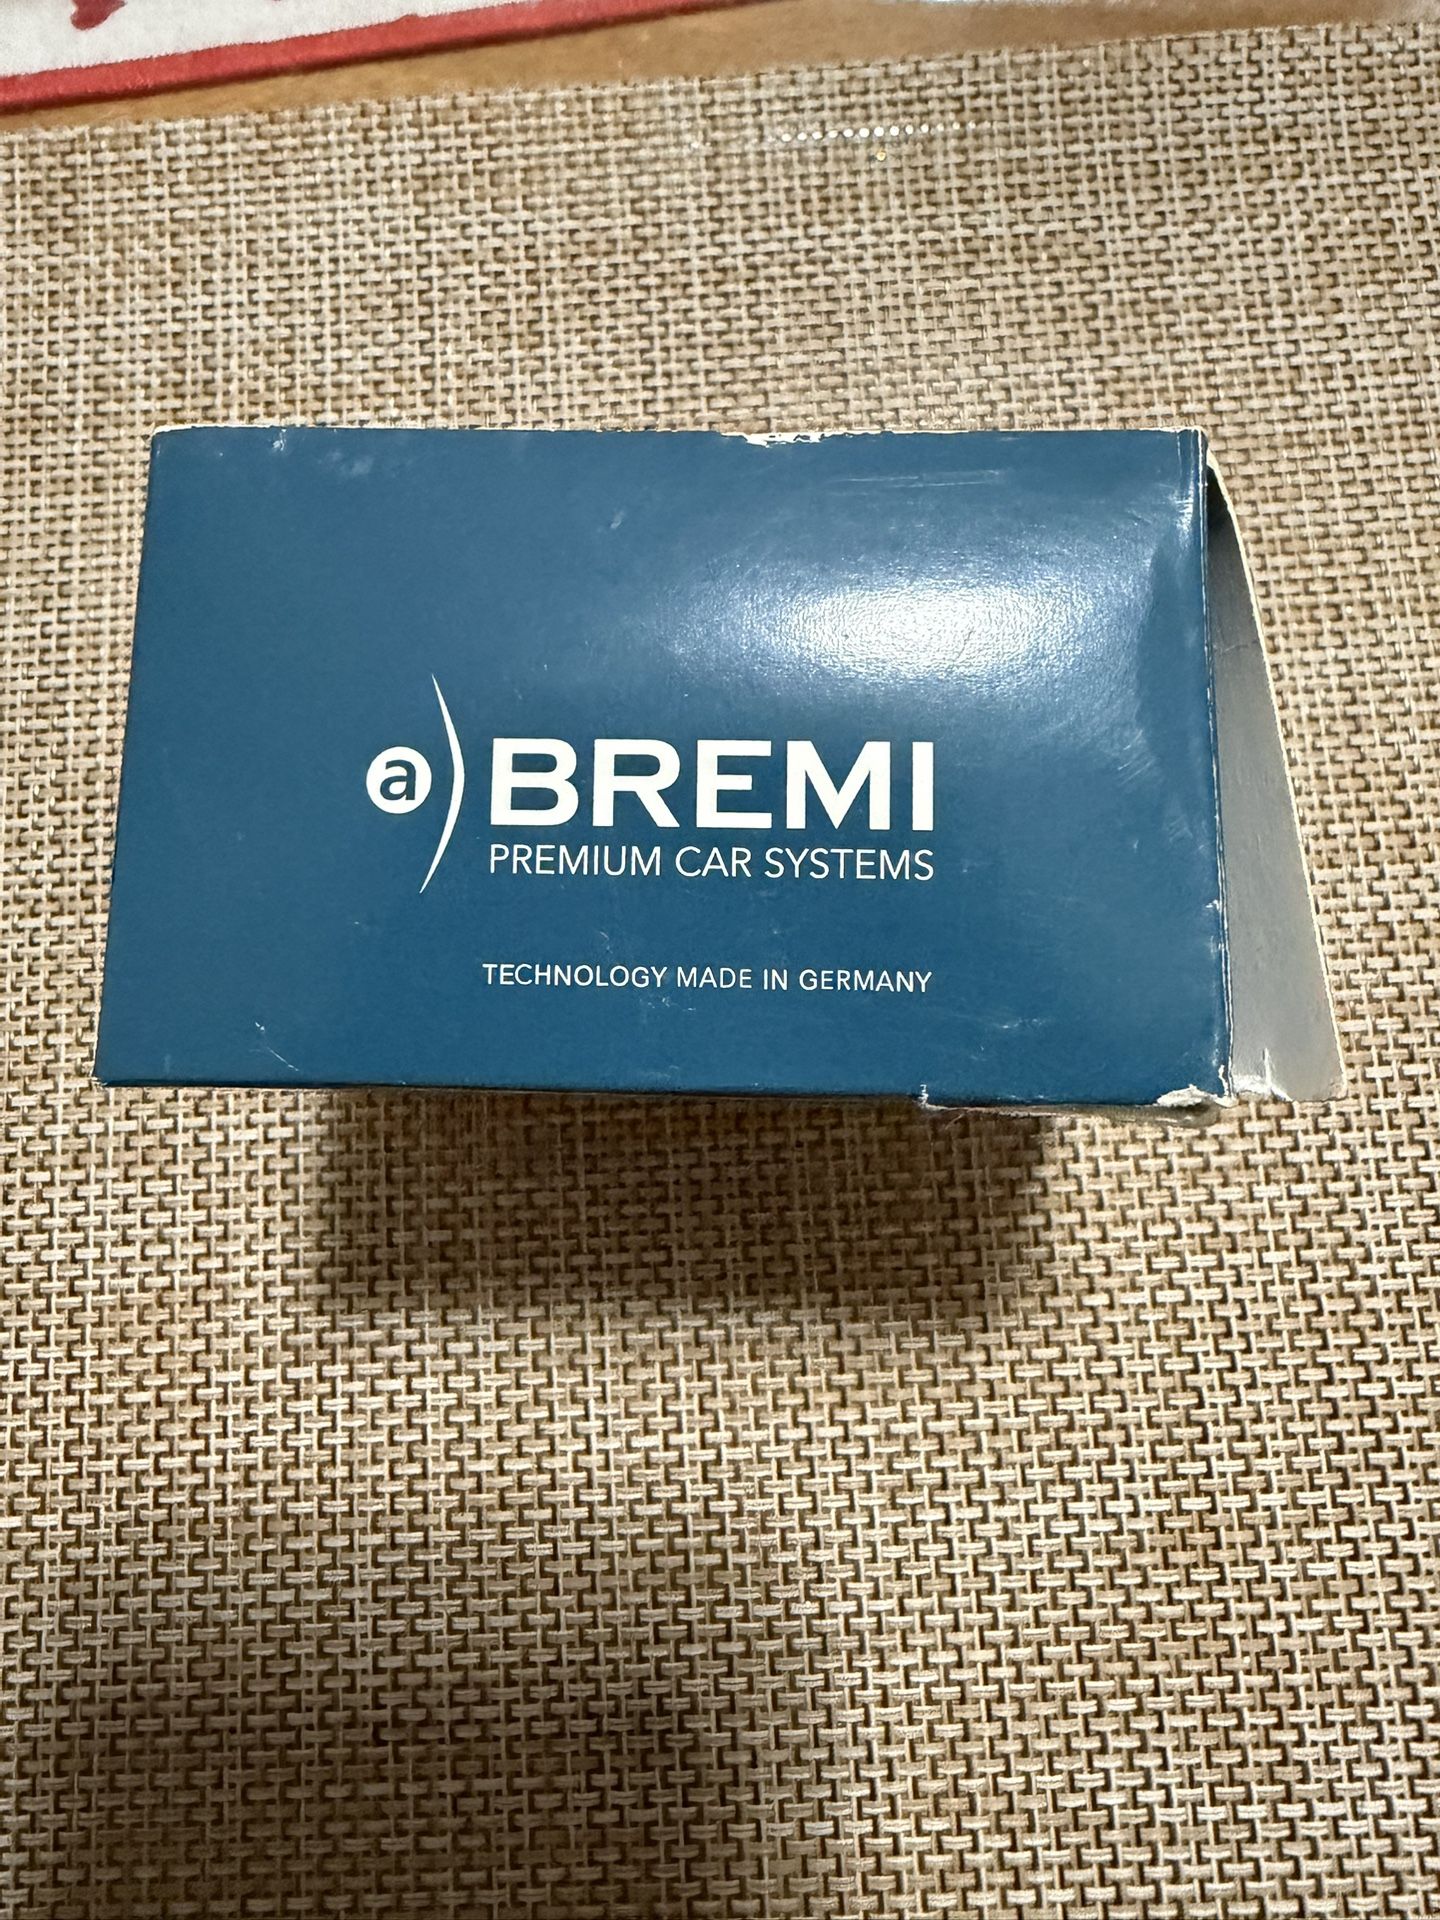 a) BREMI
PREMIUM CAR SYSTEMS
TECHNOLOGY MADE IN GERMANY